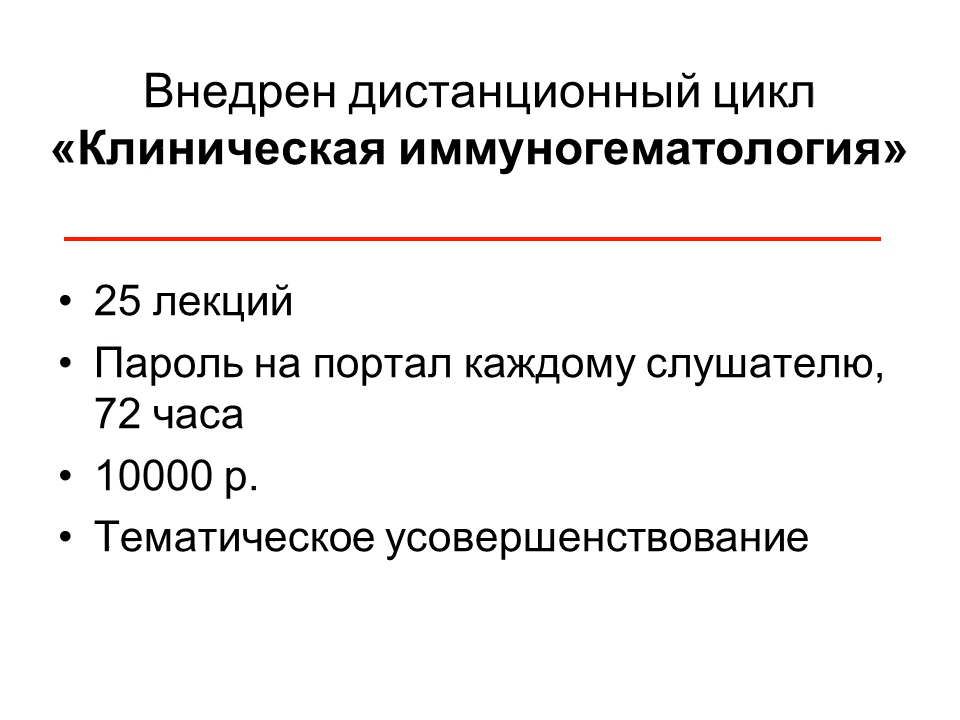 Внедрен дистанционный цикл
«Клиническая иммуногематология»
• 25 лекций
• Пароль на портал каждому слушателю,
72 часа
• 10000 р.
• Тематическое усовершенствование